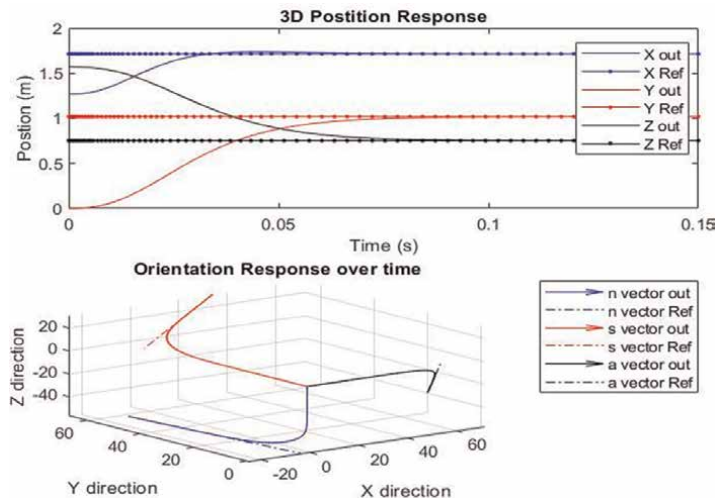 3D Postition Response
Postion (m)
2
1.5
1
0.5
0
0
0.05
0.1
0.15
Time (s)
X out
X Ref
Y out
Y Ref
Z out
Z Ref
Orientation Response over time
Z direction
20
0
-20
-40
60
40
20
0
Y direction
-20
0
20
40
60
X direction
n vector out
n vector Ref
s vector out
s vector Ref
a vector out
a vector Ref